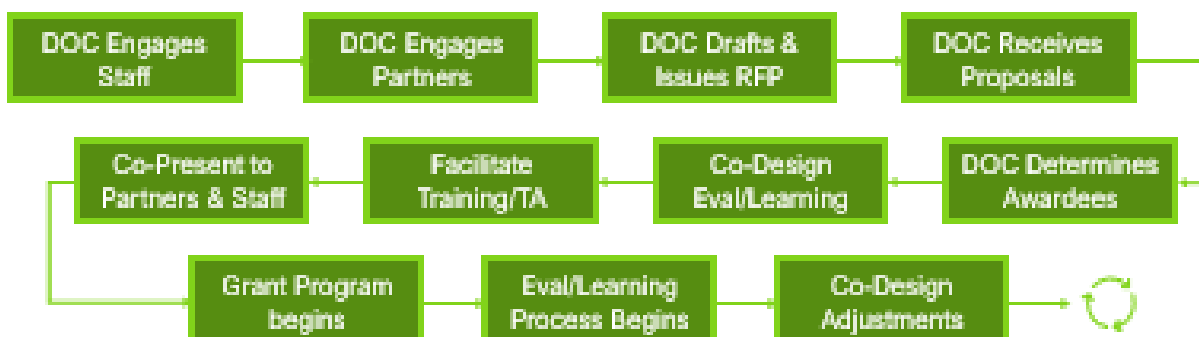 DOC Engages
Staff
DOC Engages
Partners
DOC Drafts &
Issues RFP
DOC Receives
Proposals
DOC Determines
Awardees
Co-Design
Eval/Learning
Facilitate
Training/TA
Co-Present to
Partners & Staff
Grant Program
begins
Eval/Learning
Process Begins
Co-Design
Adjustments